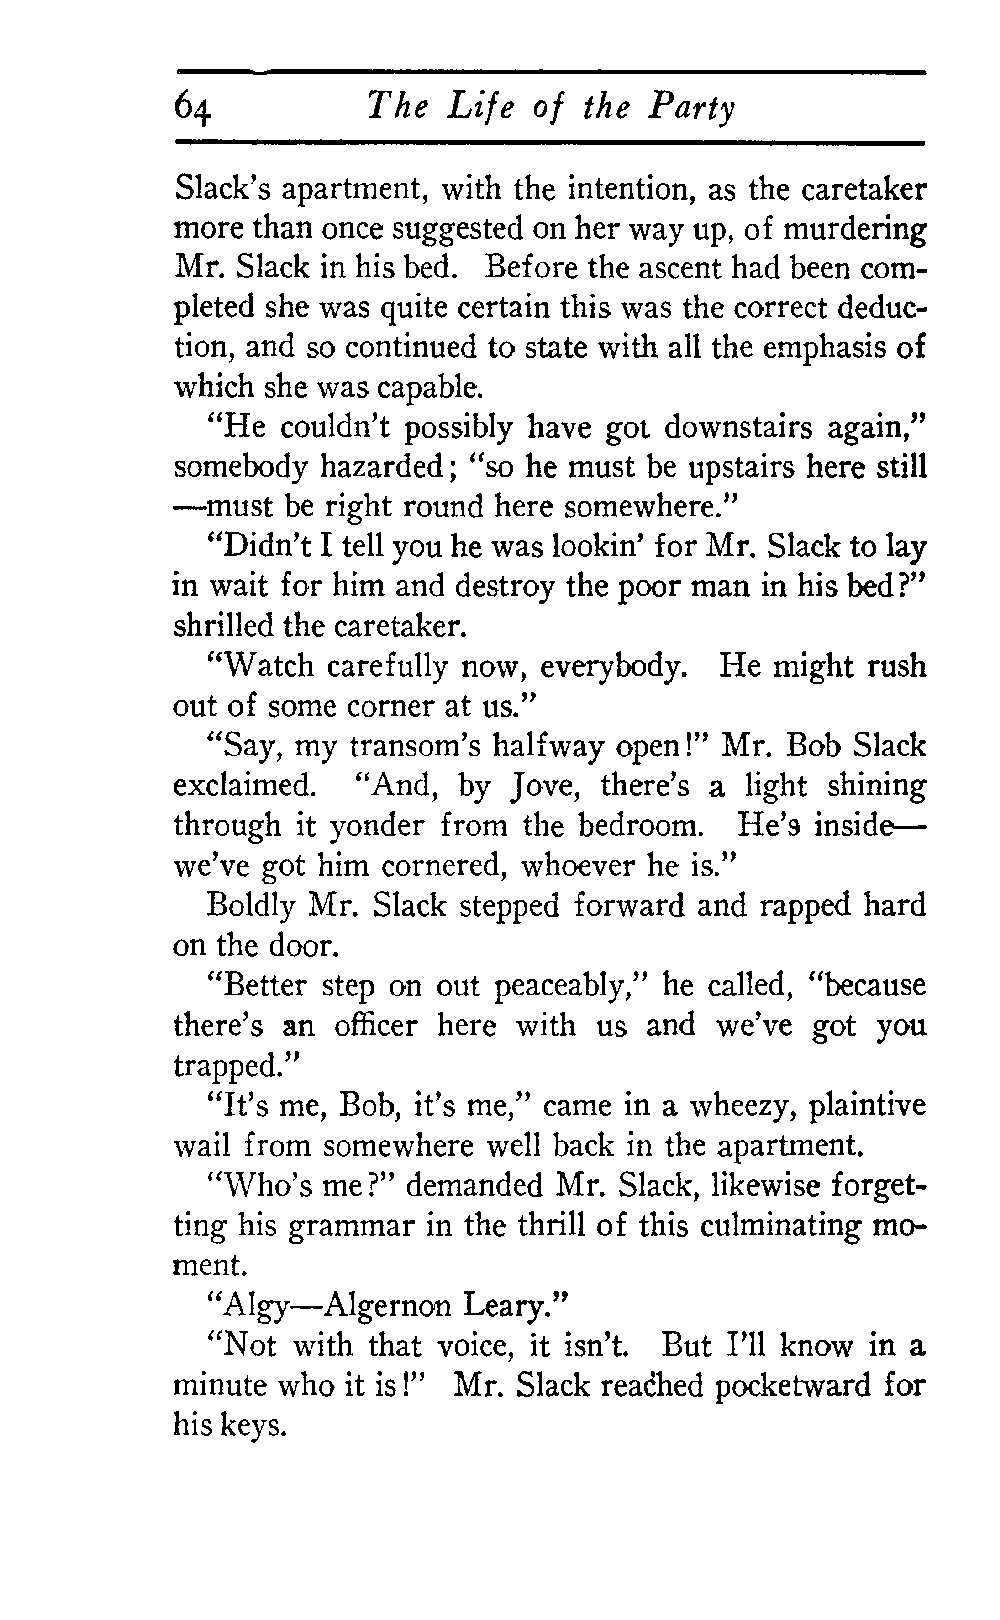 64 The Life of the Party
Slack's apartment, with the intention, as the caretaker
more than once suggested on her way up, of murdering
Mr. Slack in his bed. Before the ascent had been com-
pleted she was quite certain this was the correct deduc-
tion, and so continued to state with all the emphasis of
which she was capable.
"He couldn't possibly have got downstairs again,"
somebody hazarded; "so he must be upstairs here still
—must be right round here somewhere."
"Didn't I tell you he was lookin' for Mr. Slack to lay
in wait for him and destroy the poor man in his bed?"
shrilled the caretaker.
"Watch carefully now, everybody. He might rush
out of some corner at us."
"Say, my transom's halfway open!" Mr. Bob Slack
exclaimed. "And, by Jove, there's a light shining
through it yonder from the bedroom. He's inside—
we've got him cornered, whoever he is."
Boldly Mr. Slack stepped forward and rapped hard
on the door.
"Better step on out peaceably," he called, "because
there's an officer here with us and we've got you
trapped."
"It's me, Bob, it's me," came in a wheezy, plaintive
wail from somewhere well back in the apartment.
"Who's me?" demanded Mr. Slack, likewise forget-
ting his grammar in the thrill of this culminating mo-
ment.
"Algy—Algernon Leary."
"Not with that voice, it isn't. But I'll know in a
minute who it is!" Mr. Slack reached pocketward for
his keys.